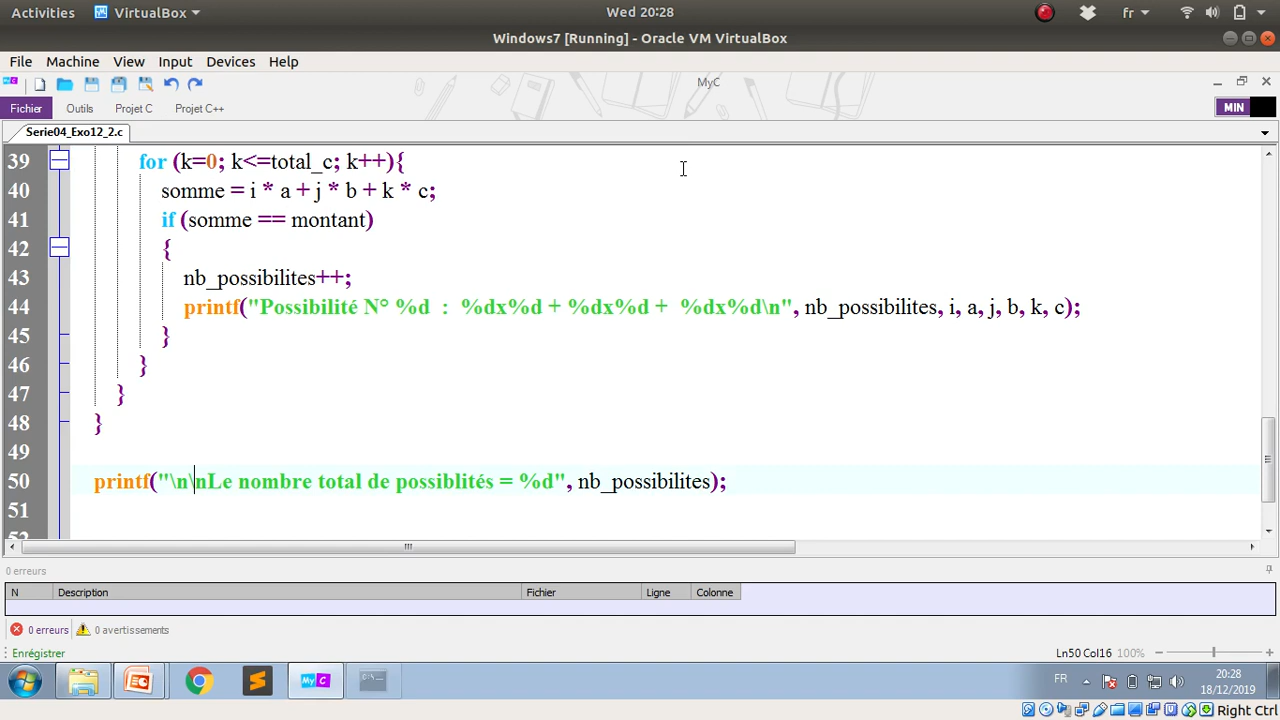 Activities VirtualBox Wed 20:28 fr
Windows7 [Running] - Oracle VM VirtualBox
File Machine View Input Devices Help
MyC
Fichier Outils Projet C Projet C++ MIN
Serie04_Exo12_2.c
39 for (k=0; k<=total_c; k++){
40 somme = i * a + j * b + k * c;
41 if (somme == montant)
42 {
43 nb_possibilites++;
44 printf("Possibilité N° %d  :  %dx%d + %dx%d +  %dx%d\n", nb_possibilites, i, a, j, b, k, c);
45 }
46 }
47 }
48 }
49
50 printf("\n\nLe nombre total de possiblités = %d", nb_possibilites);
51
52
0 erreurs
N Description Fichier Ligne Colonne
0 erreurs 0 avertissements
Enrégistrer Ln50 Col16 100%
MyC C:\ FR 20:28
18/12/2019
Right Ctrl